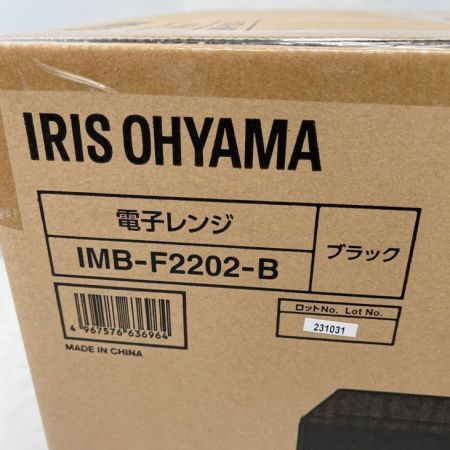 IRIS OHYAMA
電子レンジ
IMB-F2202-B
ブラック
4 967576 636964
MADE IN CHINA
ロットNo. Lot No.
231031